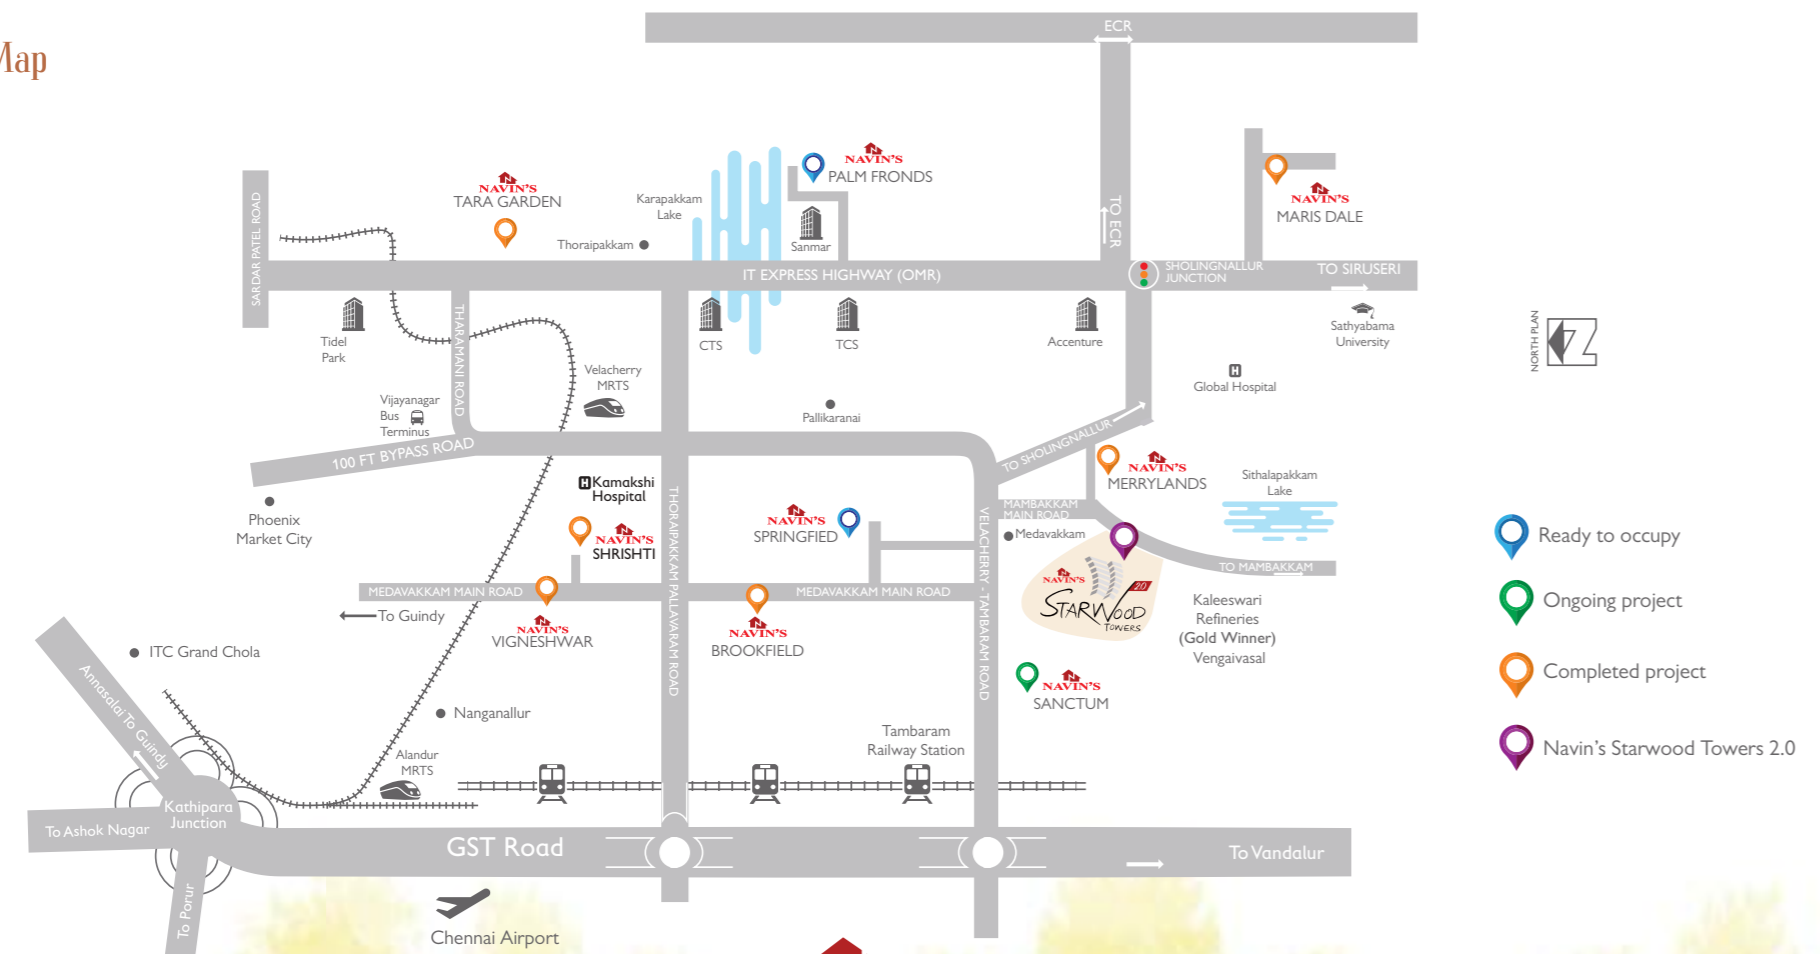 Map
ECR
TO ECR
NAVIN'S
PALM FRONDS
NAVIN'S
TARA GARDEN
Karapakkam
Lake
Thoraipakkam
Sanmar
NAVIN'S
MARIS DALE
SARDAR PATEL ROAD
IT EXPRESS HIGHWAY (OMR)
SHOLINGNALLUR
JUNCTION
TO SIRUSERI
Tidel
Park
THARAMANI ROAD
CTS
TCS
Accenture
Sathyabama
University
NORTH PLAN
Velacherry
MRTS
Global Hospital
Vijayanagar
Bus
Terminus
Pallikaranai
100 FT BYPASS ROAD
TO SHOLINGNALLUR
NAVIN'S
MERRYLANDS
Sithalapakkam
Lake
Kamakshi
Hospital
Phoenix
Market City
NAVIN'S
SHRISHTI
THORAIPAKKAM PALLAVARAM ROAD
NAVIN'S
SPRINGFIED
VELACHERRY - TAMBARAM ROAD
MAMBAKKAM
MAIN ROAD
Medavakkam
TO MAMBAKKAM
NAVIN'S
2.0
STARWOOD
TOWERS
Kaleeswari
Refineries
(Gold Winner)
Vengaivasal
MEDAVAKKAM MAIN ROAD
MEDAVAKKAM MAIN ROAD
To Guindy
NAVIN'S
VIGNESHWAR
NAVIN'S
BROOKFIELD
ITC Grand Chola
Annasalai To Guindy
NAVIN'S
SANCTUM
Nanganallur
Tambaram
Railway Station
Alandur
MRTS
Kathipara
Junction
To Ashok Nagar
GST Road
To Vandalur
To Porur
Chennai Airport
Ready to occupy
Ongoing project
Completed project
Navin's Starwood Towers 2.0